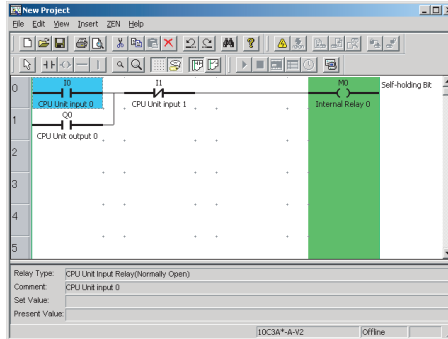 New Project
File Edit View Insert ZEN Help
0
I0
I1
M0
Self-holding Bit
CPU Unit input 0
CPU Unit input 1
Internal Relay 0
1
Q0
CPU Unit output 0
2
3
4
5
Relay Type: CPU Unit Input Relay(Normally Open)
Comment: CPU Unit input 0
Set Value:
Present Value:
10C3A*-A-V2 Offline